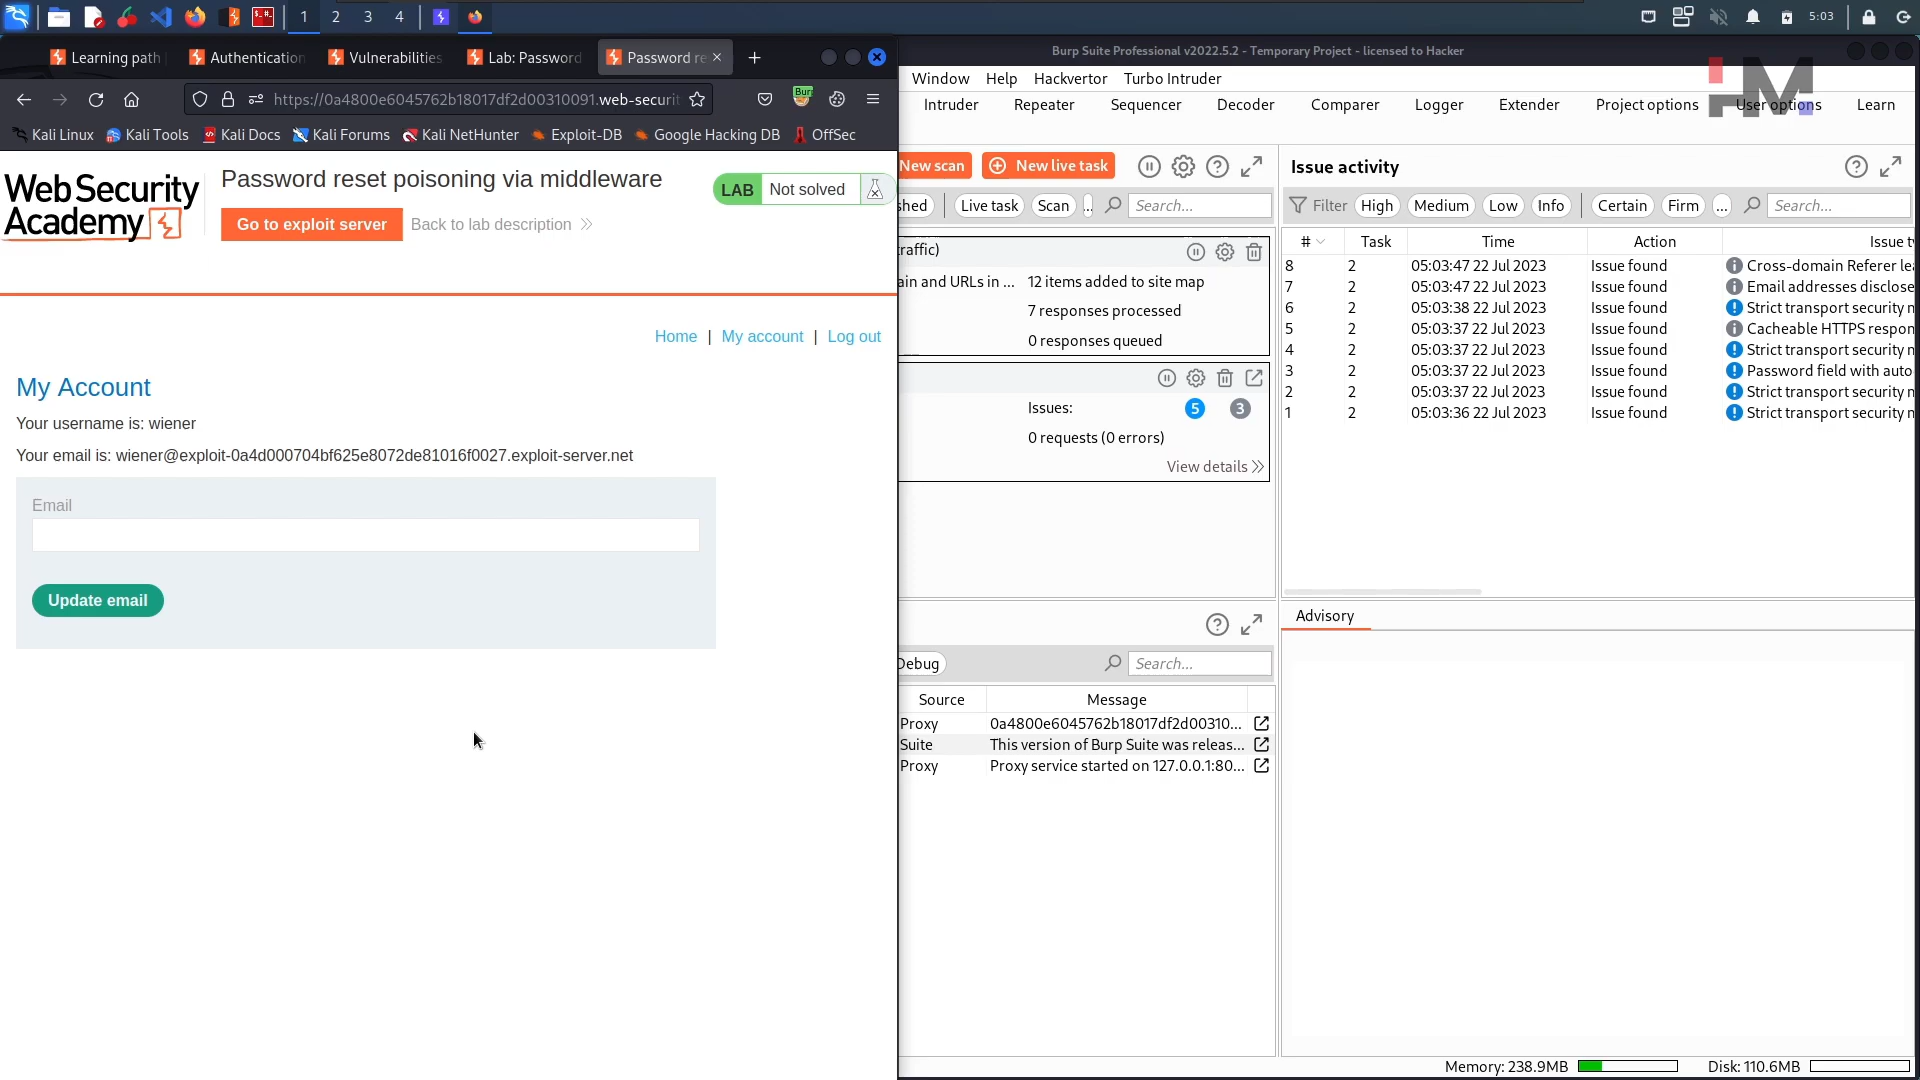 1 2 3 4 5:03
Learning path Authentication Vulnerabilities Lab: Password Password re
https://0a4800e6045762b18017df2d00310091.web-securit
Kali Linux Kali Tools Kali Docs Kali Forums Kali NetHunter Exploit-DB Google Hacking DB OffSec
WebSecurity
Academy
Password reset poisoning via middleware
LAB Not solved
Go to exploit server Back to lab description
Home | My account | Log out
My Account
Your username is: wiener
Your email is: wiener@exploit-0a4d000704bf625e8072de81016f0027.exploit-server.net
Email
Update email
Burp Suite Professional v2022.5.2 - Temporary Project - licensed to Hacker
HM
Window Help Hackvertor Turbo Intruder
Intruder Repeater Sequencer Decoder Comparer Logger Extender Project options User options Learn
New scan New live task
shed Live task Scan ... Search...
raffic)
ain and URLs in ... 12 items added to site map
7 responses processed
0 responses queued
Issues: 5 3
0 requests (0 errors)
View details
Debug Search...
Source Message
Proxy 0a4800e6045762b18017df2d00310...
Suite This version of Burp Suite was releas...
Proxy Proxy service started on 127.0.0.1:80...
Issue activity
Filter High Medium Low Info Certain Firm ... Search...
# Task Time Action Issue t
8 2 05:03:47 22 Jul 2023 Issue found Cross-domain Referer lea
7 2 05:03:47 22 Jul 2023 Issue found Email addresses disclose
6 2 05:03:38 22 Jul 2023 Issue found Strict transport security n
5 2 05:03:37 22 Jul 2023 Issue found Cacheable HTTPS respon
4 2 05:03:37 22 Jul 2023 Issue found Strict transport security n
3 2 05:03:37 22 Jul 2023 Issue found Password field with auto
2 2 05:03:37 22 Jul 2023 Issue found Strict transport security n
1 2 05:03:36 22 Jul 2023 Issue found Strict transport security n
Advisory
Memory: 238.9MB Disk: 110.6MB